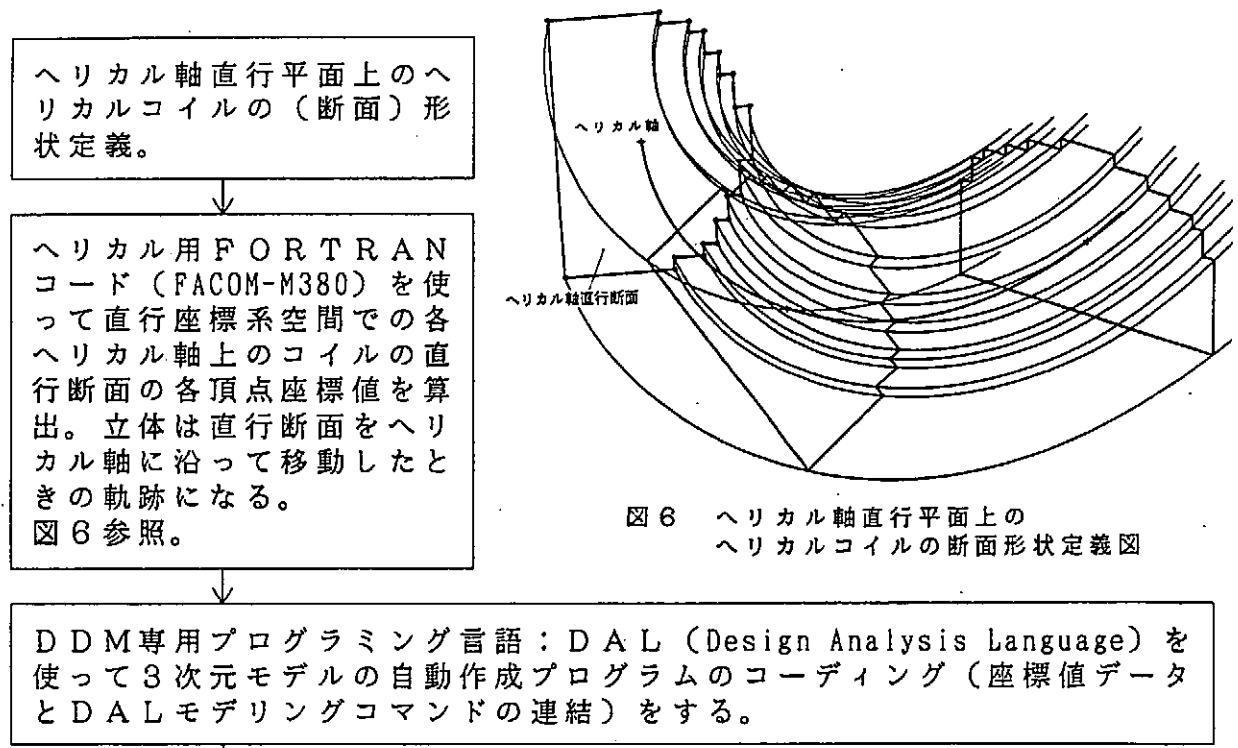 ヘリカル軸直行平面上のヘ
リカルコイルの(断面)形
状定義。
ヘリカル用FORTRAN
コード(FACOM-M380)を使
って直行座標系空間での各
ヘリカル軸上のコイルの直
行断面の各頂点座標値を算
出。立体は直行断面をヘリ
カル軸に沿って移動したと
きの軌跡になる。
図6参照。
ヘリカル軸
ヘリカル軸直行断面
図6 ヘリカル軸直行平面上の
ヘリカルコイルの断面形状定義図
DDM専用プログラミング言語:DAL(Design Analysis Language)を
使って3次元モデルの自動作成プログラムのコーディング(座標値データ
とDALモデリングコマンドの連結)をする。